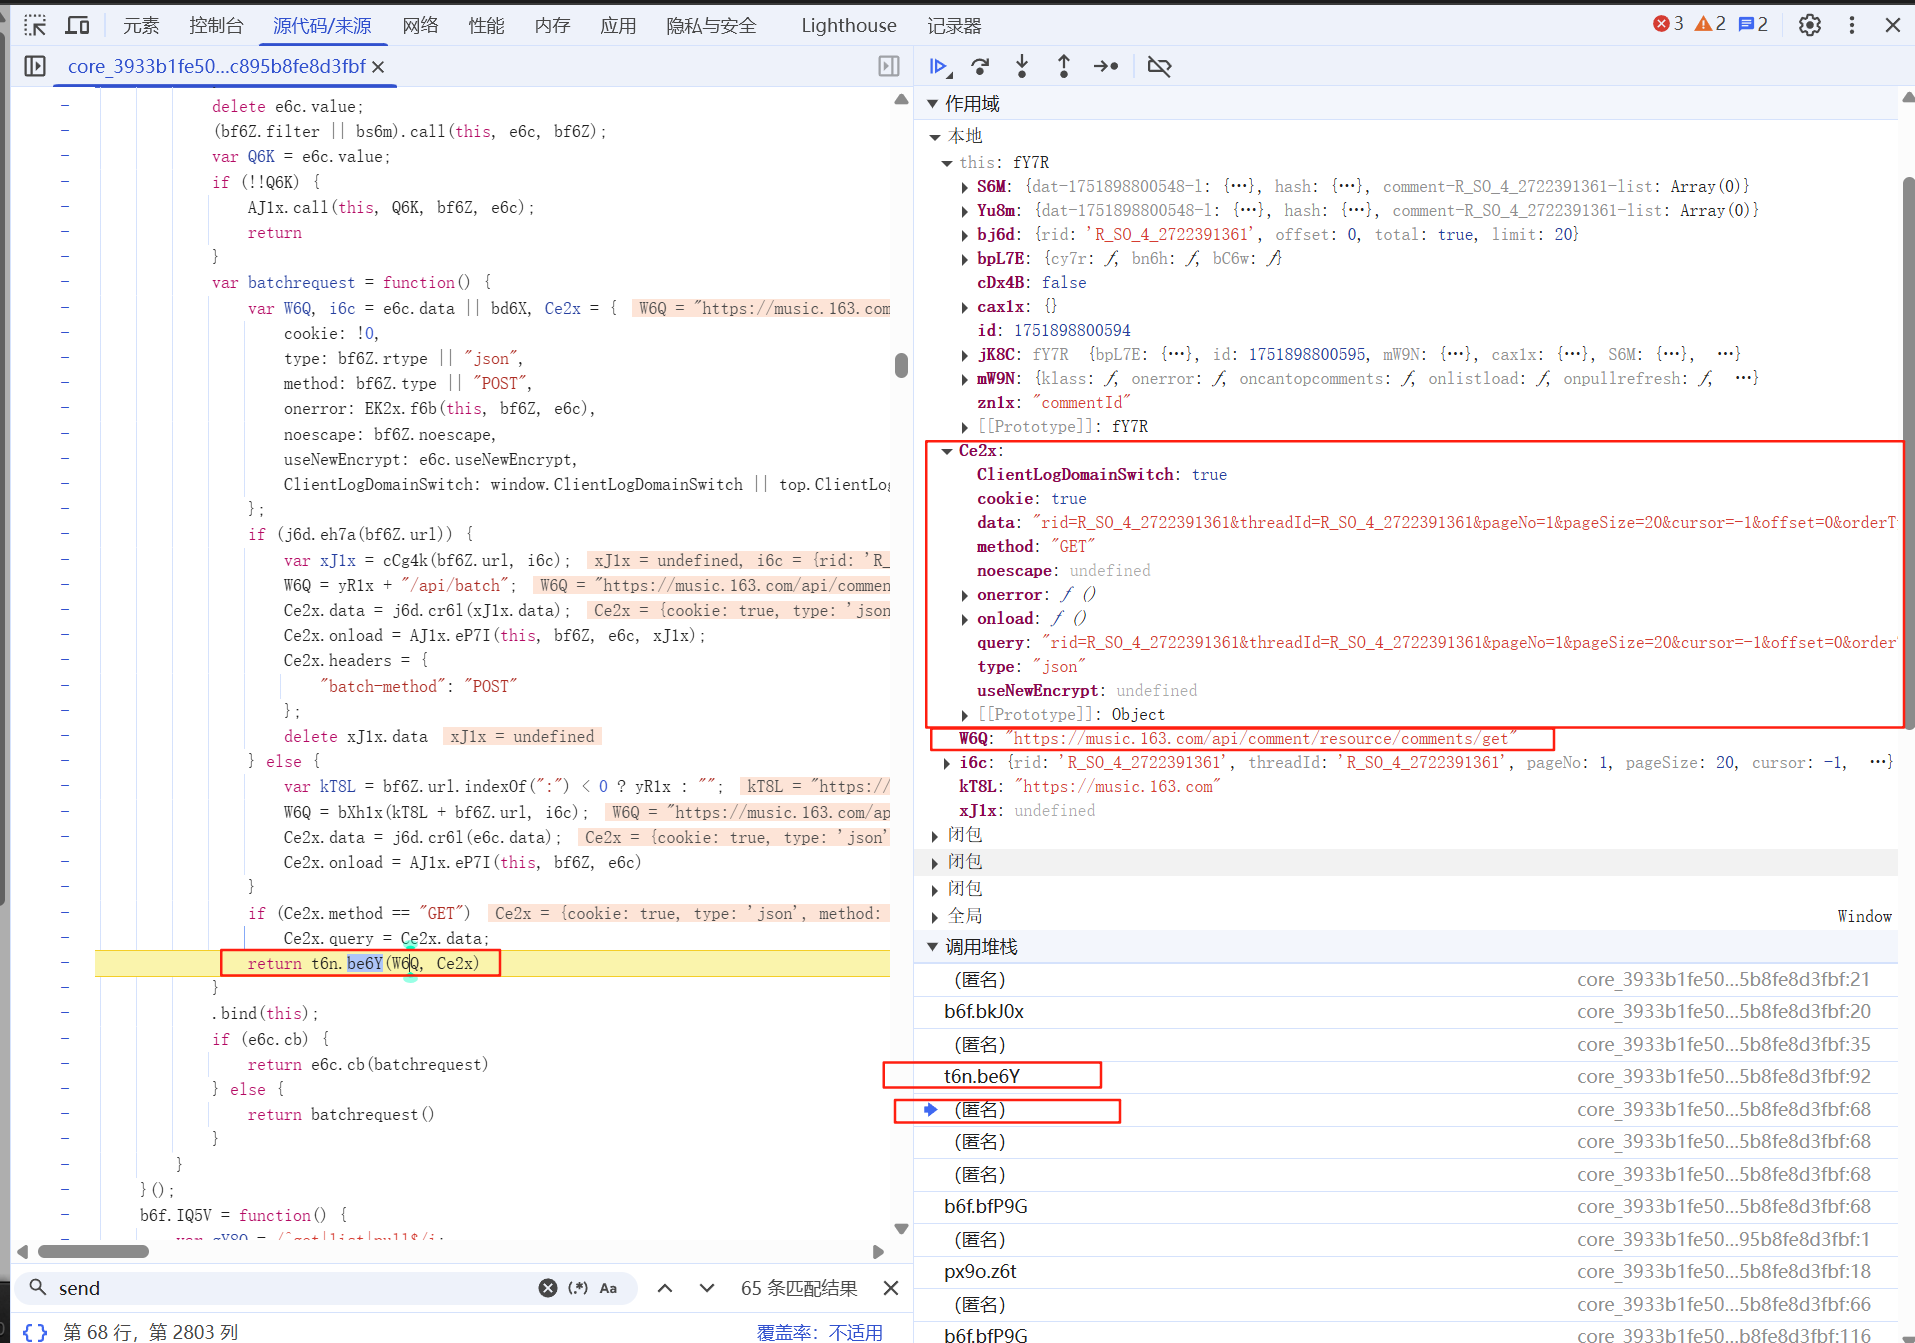 元素 控制台 源代码/来源 网络 性能 内存 应用 隐私与安全 Lighthouse 记录器 3 2 2
core_3933b1fe50...c895b8fe8d3fbf
delete e6c.value;
(bf6Z.filter || bs6m).call(this, e6c, bf6Z);
var Q6K = e6c.value;
if (!!Q6K) {
AJ1x.call(this, Q6K, bf6Z, e6c);
return
}
var batchrequest = function() {
var W6Q, i6c = e6c.data || bd6X, Ce2x = { W6Q = "https://music.163.com
cookie: !0,
type: bf6Z.rtype || "json",
method: bf6Z.type || "POST",
onerror: EK2x.f6b(this, bf6Z, e6c),
noescape: bf6Z.noescape,
useNewEncrypt: e6c.useNewEncrypt,
ClientLogDomainSwitch: window.ClientLogDomainSwitch || top.ClientLog
};
if (j6d.eh7a(bf6Z.url)) {
var xJ1x = cCg4k(bf6Z.url, i6c); xJ1x = undefined, i6c = {rid: 'R_
W6Q = yR1x + "/api/batch"; W6Q = "https://music.163.com/api/commen
Ce2x.data = j6d.cr6l(xJ1x.data); Ce2x = {cookie: true, type: 'json
Ce2x.onload = AJ1x.eP7I(this, bf6Z, e6c, xJ1x);
Ce2x.headers = {
"batch-method": "POST"
};
delete xJ1x.data xJ1x = undefined
} else {
var kT8L = bf6Z.url.indexOf(":") < 0 ? yR1x : ""; kT8L = "https://
W6Q = bXh1x(kT8L + bf6Z.url, i6c); W6Q = "https://music.163.com/ap
Ce2x.data = j6d.cr6l(e6c.data); Ce2x = {cookie: true, type: 'json'
Ce2x.onload = AJ1x.eP7I(this, bf6Z, e6c)
}
if (Ce2x.method == "GET") Ce2x = {cookie: true, type: 'json', method:
Ce2x.query = Ce2x.data;
return t6n.be6Y(W6Q, Ce2x)
}
.bind(this);
if (e6c.cb) {
return e6c.cb(batchrequest)
} else {
return batchrequest()
}
}
}();
b6f.IQ5V = function() {
send (.*) Aa 65 条匹配结果
{} 第 68 行，第 2803 列 覆盖率：不适用
作用域
本地
this: fY7R
S6M: {dat-1751898800548-l: {…}, hash: {…}, comment-R_SO_4_2722391361-list: Array(0)}
Yu8m: {dat-1751898800548-l: {…}, hash: {…}, comment-R_SO_4_2722391361-list: Array(0)}
bj6d: {rid: 'R_SO_4_2722391361', offset: 0, total: true, limit: 20}
bpL7E: {cy7r: ƒ, bn6h: ƒ, bC6w: ƒ}
cDx4B: false
cax1x: {}
id: 1751898800594
jK8C: fY7R {bpL7E: {…}, id: 1751898800595, mW9N: {…}, cax1x: {…}, S6M: {…}, …}
mW9N: {klass: ƒ, onerror: ƒ, oncantopcomments: ƒ, onlistload: ƒ, onpullrefresh: ƒ, …}
zn1x: "commentId"
[[Prototype]]: fY7R
Ce2x:
ClientLogDomainSwitch: true
cookie: true
data: "rid=R_SO_4_2722391361&threadId=R_SO_4_2722391361&pageNo=1&pageSize=20&cursor=-1&offset=0&orderT
method: "GET"
noescape: undefined
onerror: ƒ ()
onload: ƒ ()
query: "rid=R_SO_4_2722391361&threadId=R_SO_4_2722391361&pageNo=1&pageSize=20&cursor=-1&offset=0&order
type: "json"
useNewEncrypt: undefined
[[Prototype]]: Object
W6Q: "https://music.163.com/api/comment/resource/comments/get"
i6c: {rid: 'R_SO_4_2722391361', threadId: 'R_SO_4_2722391361', pageNo: 1, pageSize: 20, cursor: -1, …}
kT8L: "https://music.163.com"
xJ1x: undefined
闭包
闭包
闭包
全局 Window
调用堆栈
(匿名) core_3933b1fe50...5b8fe8d3fbf:21
b6f.bkJ0x core_3933b1fe50...5b8fe8d3fbf:20
(匿名) core_3933b1fe50...5b8fe8d3fbf:35
t6n.be6Y core_3933b1fe50...5b8fe8d3fbf:92
(匿名) core_3933b1fe50...5b8fe8d3fbf:68
(匿名) core_3933b1fe50...5b8fe8d3fbf:68
(匿名) core_3933b1fe50...5b8fe8d3fbf:68
b6f.bfP9G core_3933b1fe50...5b8fe8d3fbf:68
(匿名) core_3933b1fe50...95b8fe8d3fbf:1
px9o.z6t core_3933b1fe50...5b8fe8d3fbf:18
(匿名) core_3933b1fe50...5b8fe8d3fbf:66
b6f.bfP9G core_3933b1fe50...b8fe8d3fbf:116